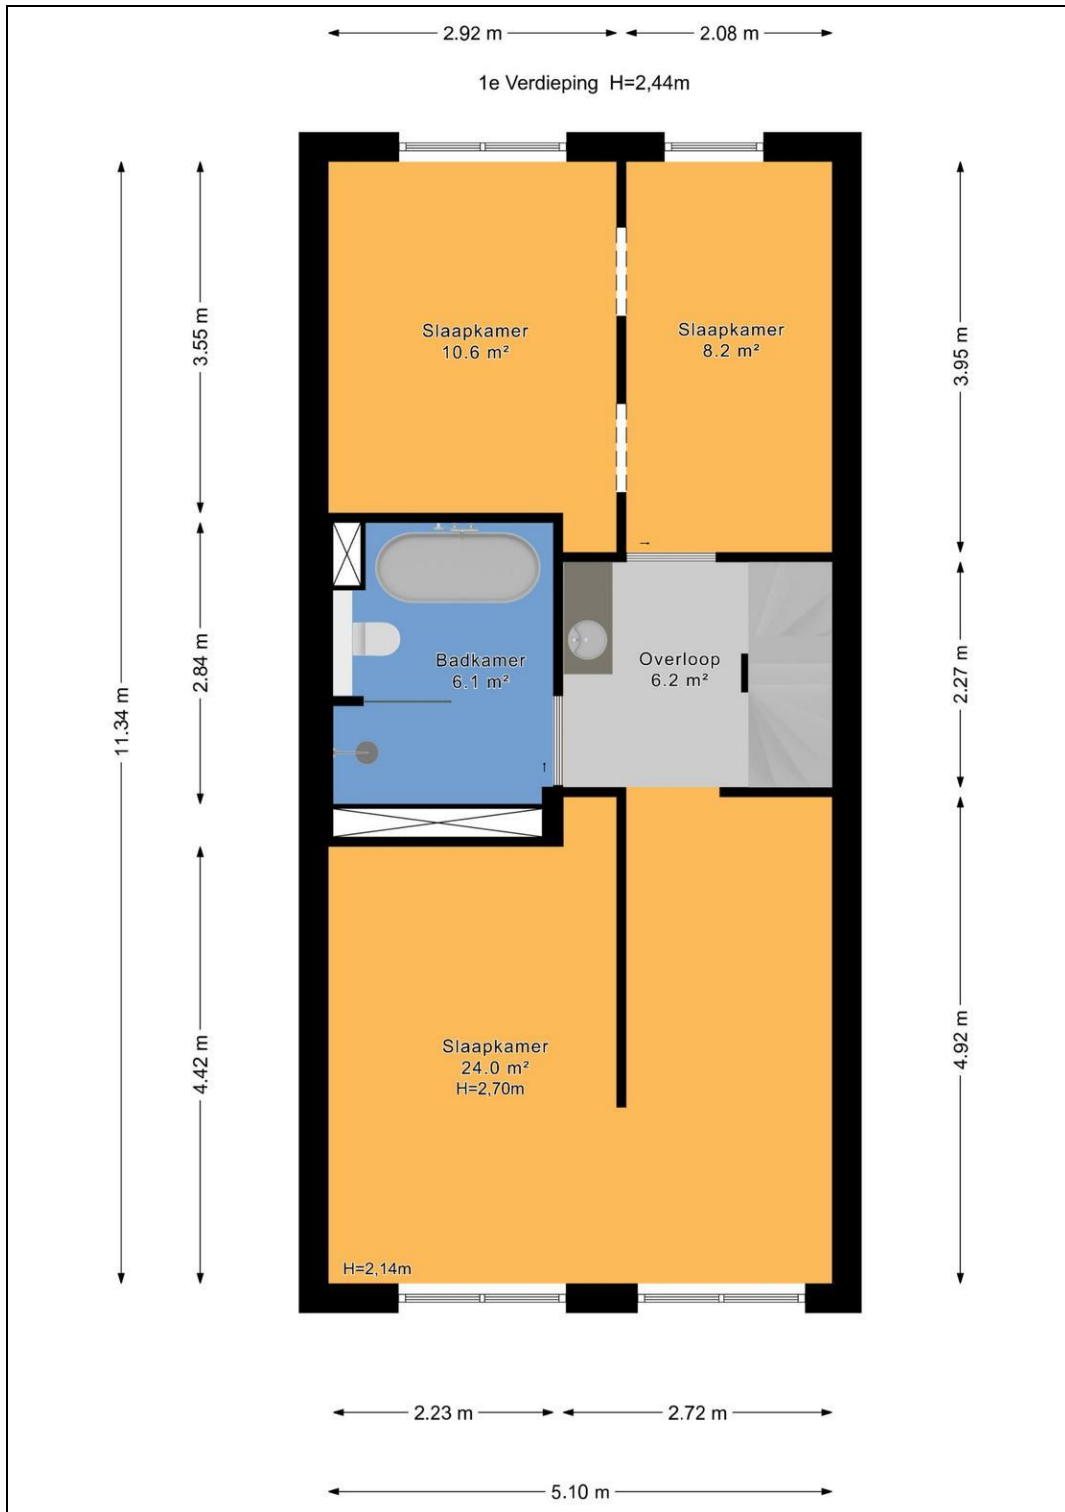 2.92 m
2.08 m
1e Verdieping H=2,44m
3.55 m
3.95 m
Slaapkamer
10.6 m²
Slaapkamer
8.2 m²
11.34 m
2.84 m
2.27 m
Badkamer
6.1 m²
Overloop
6.2 m²
4.42 m
4.92 m
Slaapkamer
24.0 m²
H=2,70m
H=2,14m
2.23 m
2.72 m
5.10 m